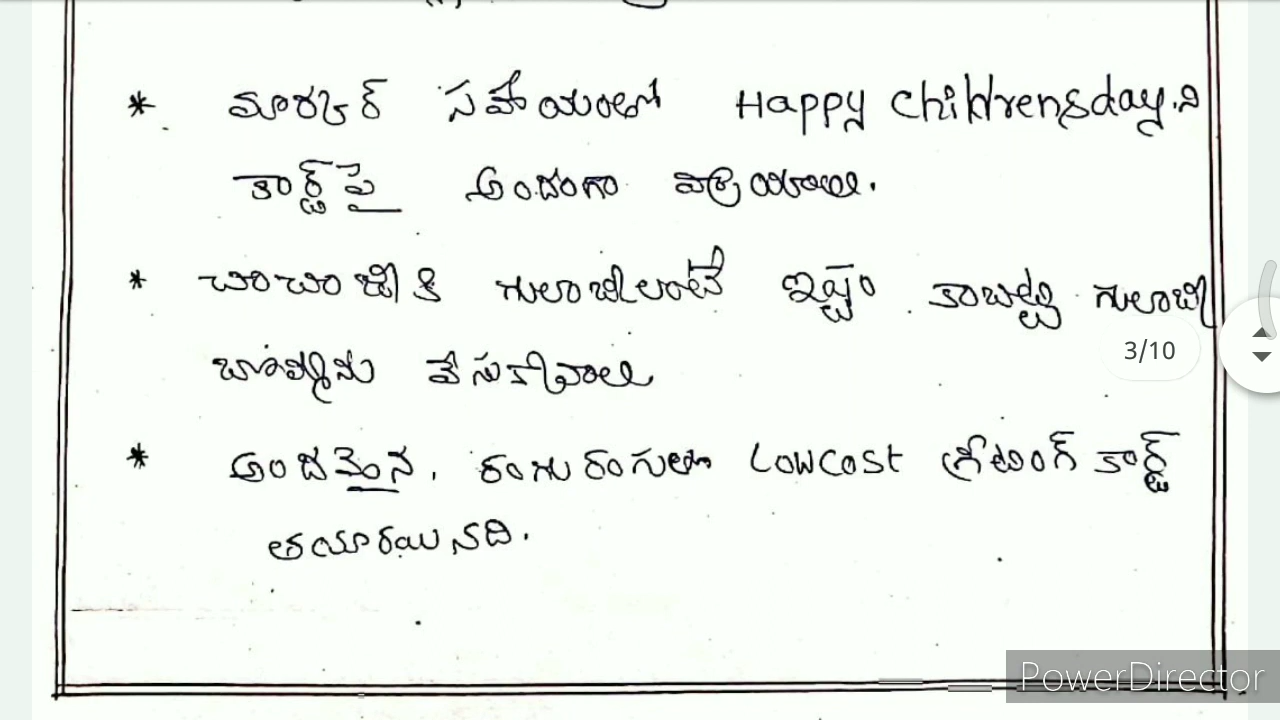 * మార్కర్ సహాయంతో Happy Childrensday.ని
కార్డ్ పై అందంగా వ్రాయాలి.
* చాచాజీ కి గులాబీలంటే ఇష్టం కాబట్టి గులాబి
బొమ్మను వేసుకోవాలి
3/10
* అందమైన, రంగురంగుల Lowcost గ్రీటింగ్ కార్డ్
తయారయినది.
PowerDirector